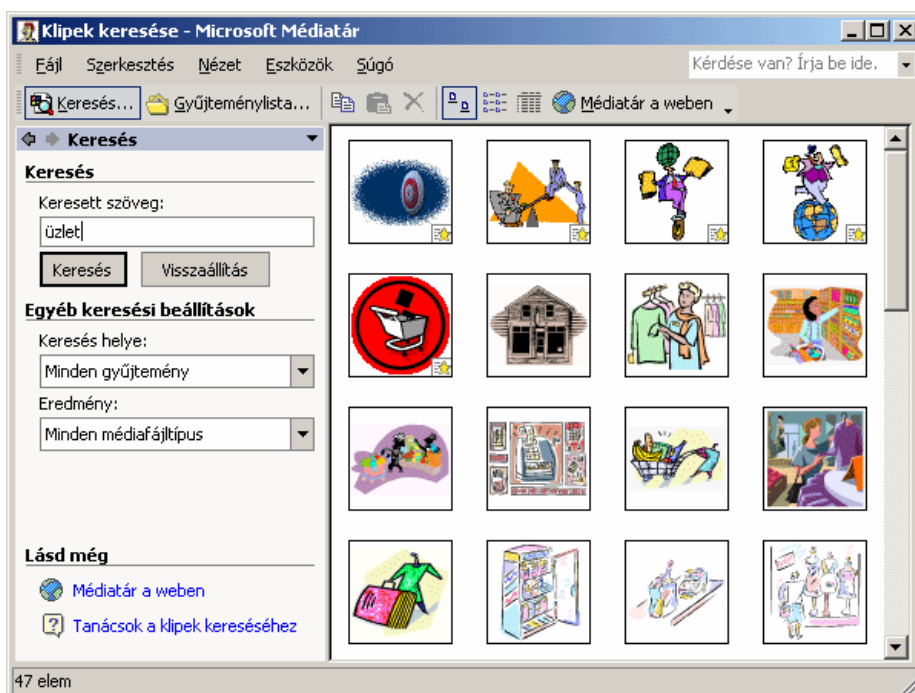 Klipek keresése - Microsoft Médiatár
Fájl Szerkesztés Nézet Eszközök Súgó Kérdése van? Írja be ide.
Keresés... Gyűjteménylista... Médiatár a weben
Keresés
Keresés
Keresett szöveg:
üzlet
Keresés Visszaállítás
Egyéb keresési beállítások
Keresés helye:
Minden gyűjtemény
Eredmény:
Minden médiafájltípus
Lásd még
Médiatár a weben
Tanácsok a klipek kereséséhez
47 elem